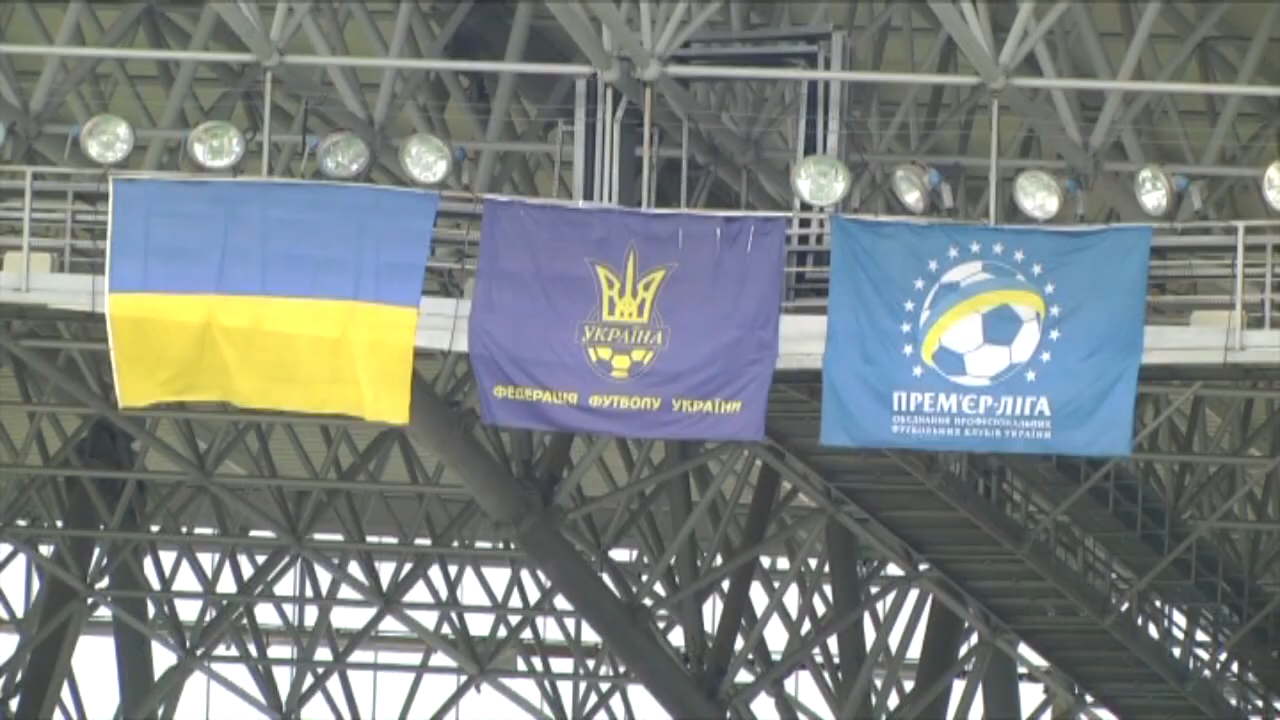 УКРАЇНА
ФЕДЕРАЦІЯ ФУТБОЛУ УКРАЇНИ
ПРЕМ'ЄР-ЛІГА
ОБ'ЄДНАННЯ ПРОФЕСІОНАЛЬНИХ
ФУТБОЛЬНИХ КЛУБІВ УКРАЇНИ